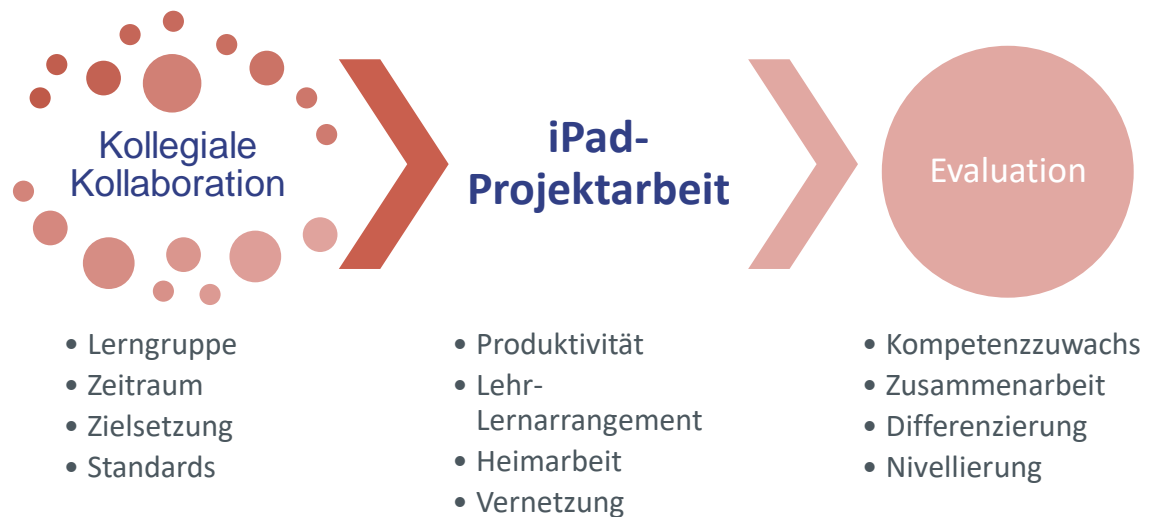 Kollegiale
Kollaboration
• Lerngruppe
• Zeitraum
• Zielsetzung
• Standards
iPad-
Projektarbeit
• Produktivität
• Lehr-
Lernarrangement
• Heimarbeit
• Vernetzung
Evaluation
• Kompetenzzuwachs
• Zusammenarbeit
• Differenzierung
• Nivellierung